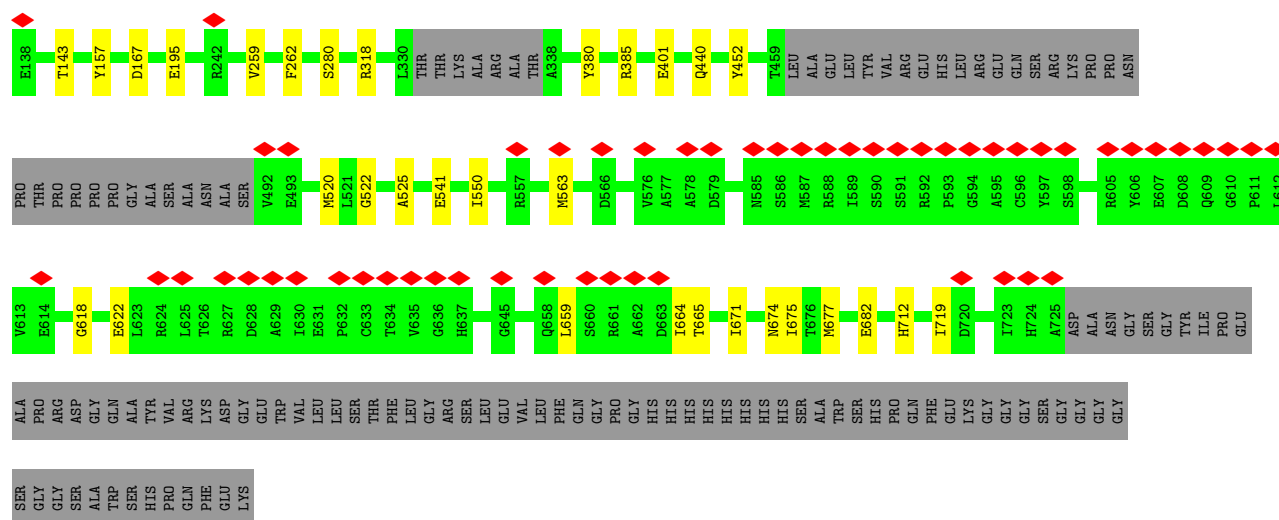 E138 T143 Y157 D167 E195 R242 V259 F262 S280 R318 L330 THR THR LYS ALA ARG ALA THR A338 Y380 R385 E401 Q440 Y452 T459 LEU ALA GLU LEU TYR VAL ARG GLU HIS LEU ARG GLU GLN SER ARG LYS PRO PRO ASN
PRO THR PRO PRO PRO PRO GLY ALA SER ALA ASN ALA SER V492 E493 M520 L521 G522 A525 E541 I550 R557 M563 D566 V576 A577 A578 D579 N585 S586 M587 R588 I589 S590 S591 R592 P593 G594 A595 C596 Y597 S598 R605 Y606 E607 D608 Q609 G610 P611 L612
V613 E614 G618 E622 L623 R624 L625 T626 R627 D628 A629 I630 E631 P632 C633 T634 V635 G636 H637 G645 Q658 L659 S660 R661 A662 D663 I664 T665 I671 N674 I675 T676 M677 E682 H712 I719 D720 I723 H724 A725 ASP ALA ASN GLY SER GLY TYR ILE PRO GLU
ALA PRO ARG ASP GLY GLN ALA TYR VAL ARG LYS ASP GLY GLU TRP VAL LEU LEU SER THR PHE LEU GLY ARG SER LEU GLU VAL LEU PHE GLN GLY PRO GLY HIS HIS HIS HIS HIS HIS HIS HIS SER ALA TRP SER HIS PRO GLN PHE GLU LYS GLY GLY GLY SER GLY GLY GLY GLY
SER GLY GLY SER ALA TRP SER HIS PRO GLN PHE GLU LYS